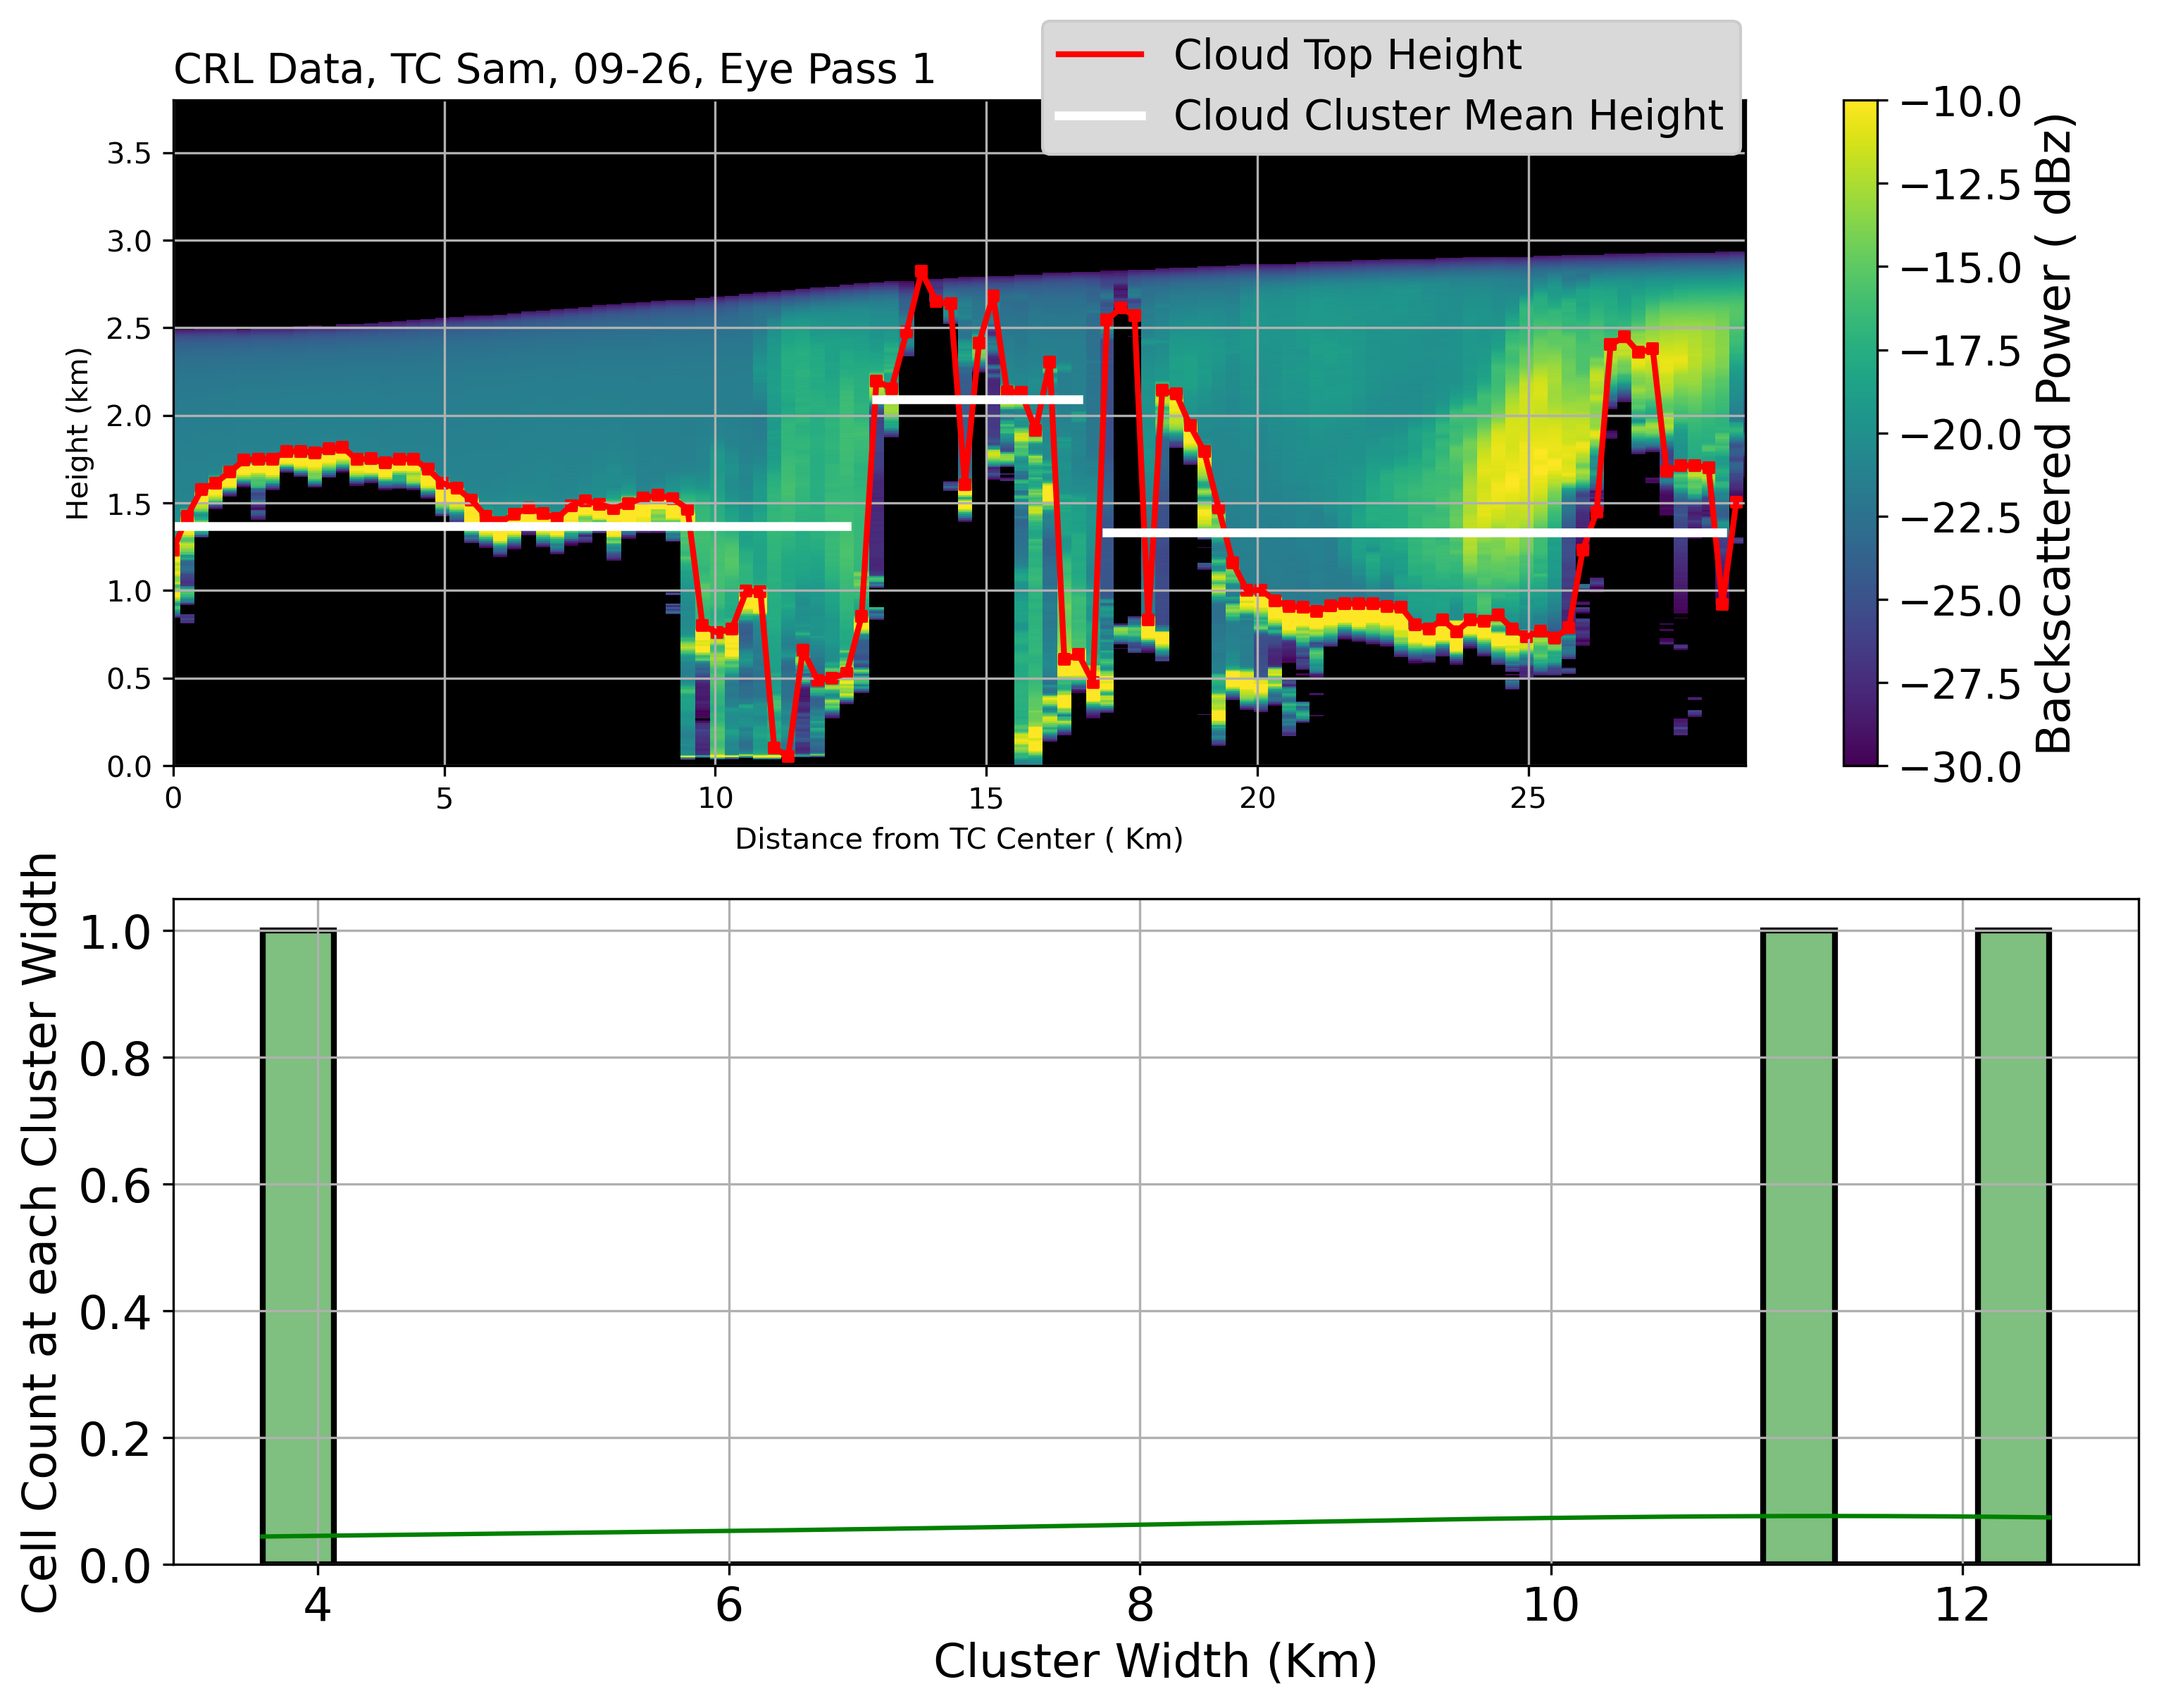 CRL Data, TC Sam, 09-26, Eye Pass 1
Cloud Top Height
Cloud Cluster Mean Height
Height (km)
3.5
3.0
2.5
2.0
1.5
1.0
0.5
0.0
0 5 10 15 20 25
Distance from TC Center ( Km)
−10.0
−12.5
−15.0
−17.5
−20.0
−22.5
−25.0
−27.5
−30.0
Backscattered Power ( dBz)
Cell Count at each Cluster Width
1.0
0.8
0.6
0.4
0.2
0.0
4 6 8 10 12
Cluster Width (Km)